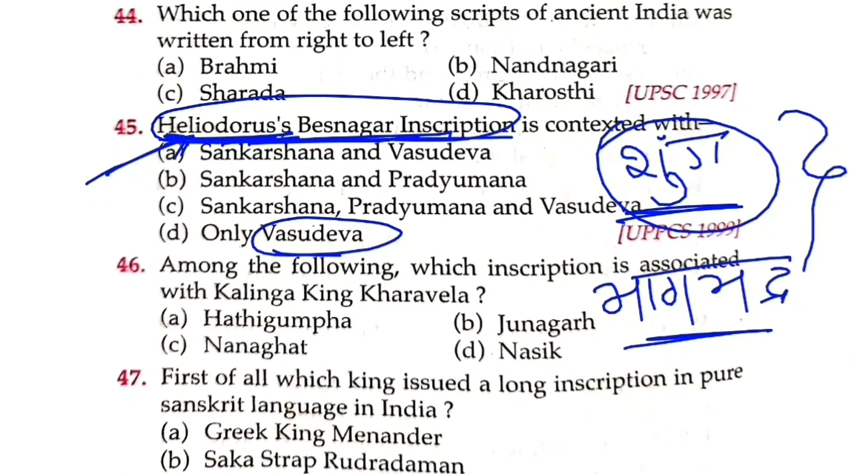 44. Which one of the following scripts of ancient India was
written from right to left ?
(a) Brahmi (b) Nandnagari
(c) Sharada (d) Kharosthi [UPSC 1997]
45. Heliodorus's Besnagar Inscription is contexted with—
(a) Sankarshana and Vasudeva
शुंग
(b) Sankarshana and Pradyumana
(c) Sankarshana, Pradyumana and Vasudeva
(d) Only Vasudeva [UPPCS 1999]
46. Among the following, which inscription is associated
with Kalinga King Kharavela ?
भागभद्र
(a) Hathigumpha (b) Junagarh
(c) Nanaghat (d) Nasik
47. First of all which king issued a long inscription in pure
sanskrit language in India ?
(a) Greek King Menander
(b) Saka Strap Rudradaman